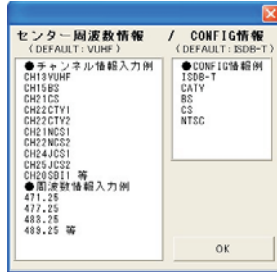 センター周波数情報 / CONFIG情報
(DEFAULT：VUHF) (DEFAULT：ISDB-T)
●チャンネル情報入力例
CH13VUHF
CH15BS
CH21CS
CH22CTY1
CH22CTY2
CH21NCS1
CH22NCS2
CH24JCS1
CH25JCS2
CH20SBI1 等
●周波数情報入力例
471.25
477.25
483.25
489.25 等
●CONFIG情報例
ISDB-T
CATV
BS
CS
NTSC
OK